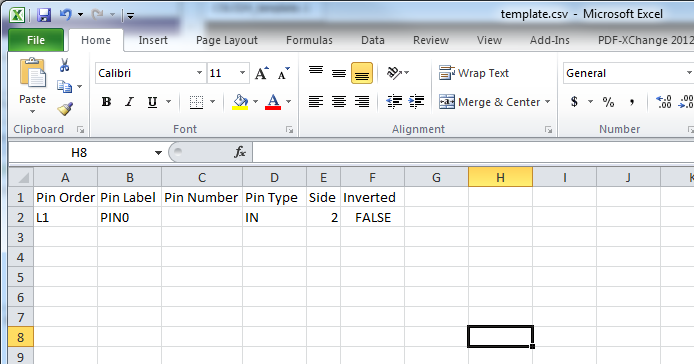 template.csv - Microsoft Excel
File Home Insert Page Layout Formulas Data Review View Add-Ins PDF-XChange 2012
Calibri 11 A A Wrap Text General
Paste B I U A Merge & Center $ % , .00
Clipboard Font Alignment Number
H8 fx
A B C D E F G H I J K
1 Pin Order Pin Label Pin Number Pin Type Side Inverted
2 L1 PIN0 IN 2 FALSE
3
4
5
6
7
8
9